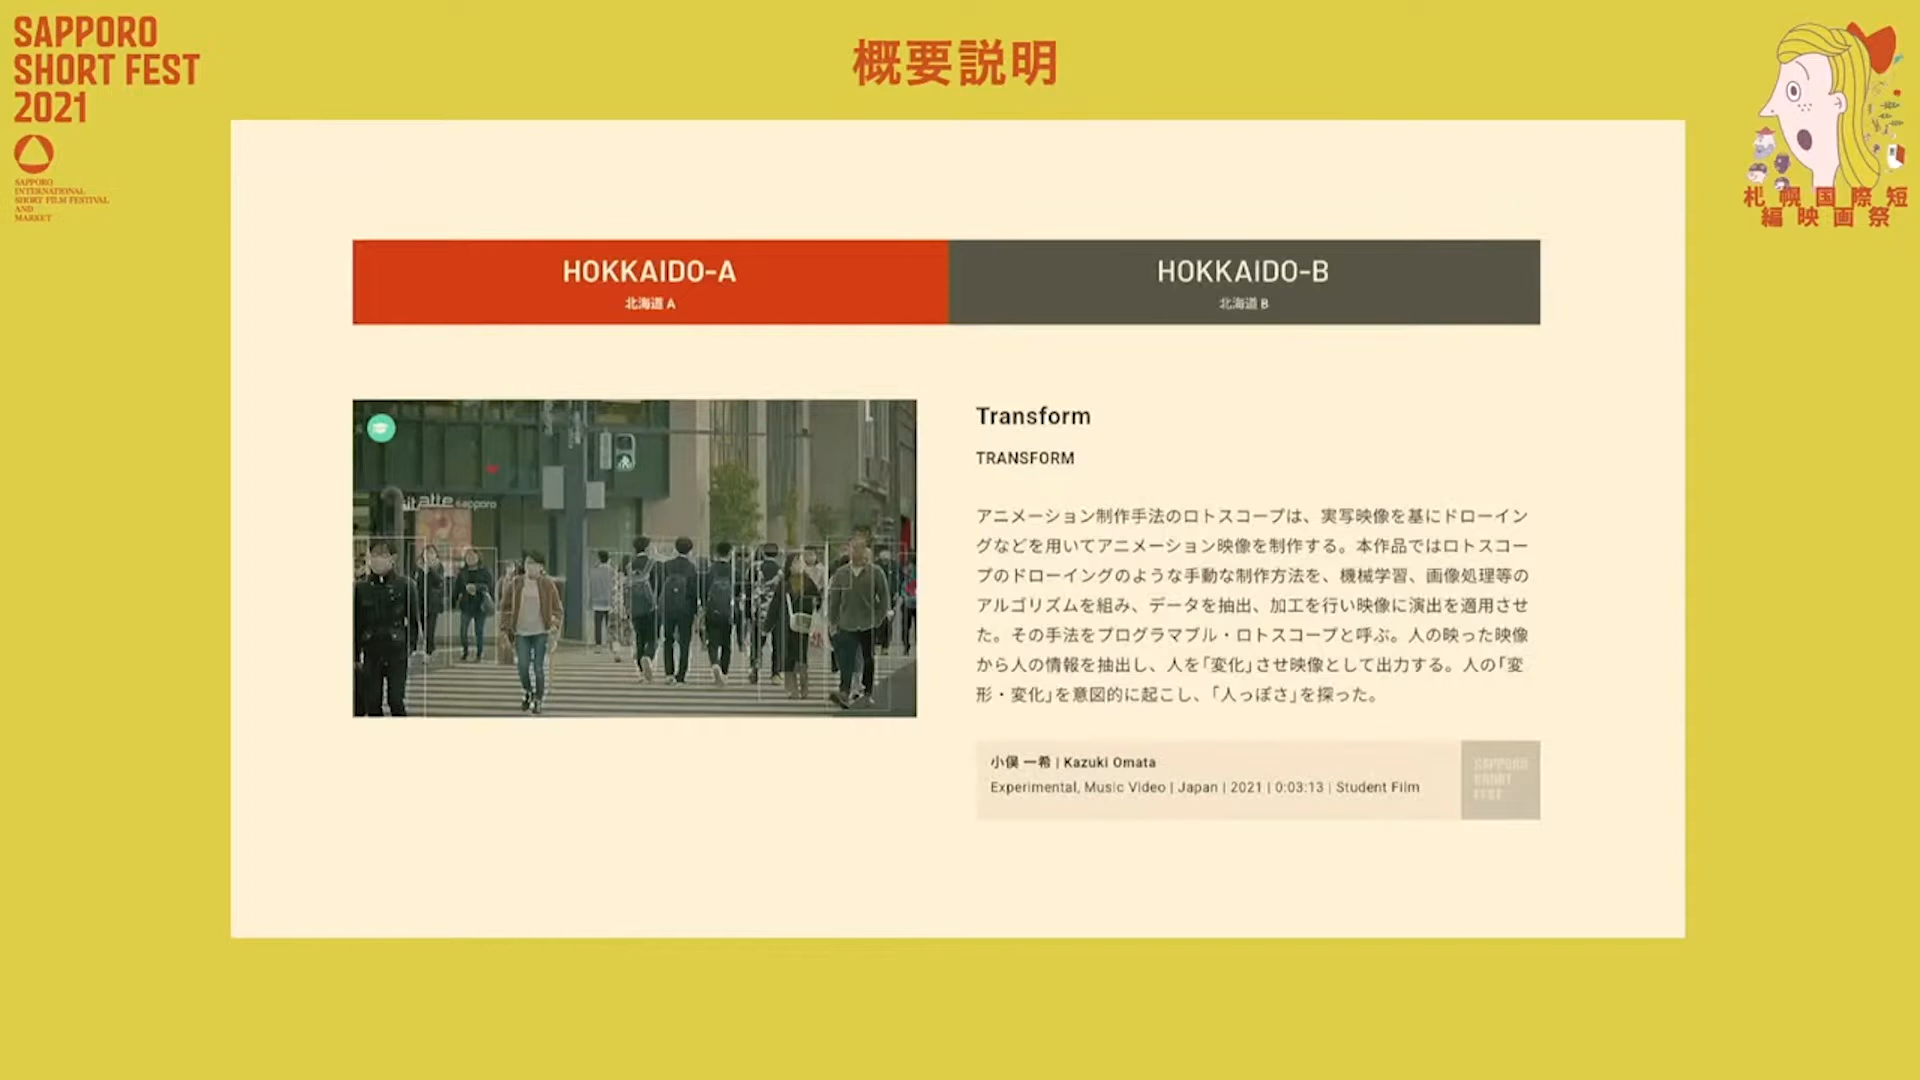 SAPPORO
SHORT FEST
2021
SAPPORO
INTERNATIONAL
SHORT FILM FESTIVAL
AND
MARKET
概要説明
札幌国際短
編映画祭
HOKKAIDO-A
北海道 A
HOKKAIDO-B
北海道 B
atte sapporo
Transform
TRANSFORM
アニメーション制作手法のロトスコープは、実写映像を基にドローイン
グなどを用いてアニメーション映像を制作する。本作品ではロトスコー
プのドローイングのような手動な制作方法を、機械学習、画像処理等の
アルゴリズムを組み、データを抽出、加工を行い映像に演出を適用させ
た。その手法をプログラマブル・ロトスコープと呼ぶ。人の映った映像
から人の情報を抽出し、人を「変化」させ映像として出力する。人の「変
形・変化」を意図的に起こし、「人っぽさ」を探った。
小俣 一希 | Kazuki Omata
Experimental, Music Video | Japan | 2021 | 0:03:13 | Student Film
SAPPORO
SHORT
FEST